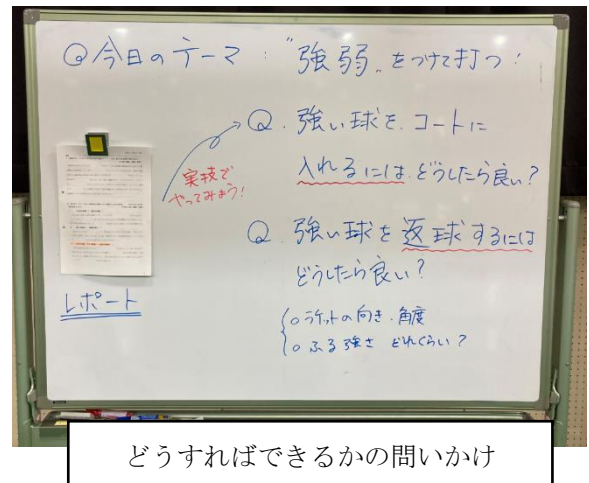 ◎今日のテーマ:"強弱"をつけて打つ!
Q. 強い球を、コートに
入れるには、どうしたら良い?
実技で
やってみよう!
Q. 強い球を返球するには
どうしたら良い?
レポート
○ラケットの向き・角度
○ふる強さ どれくらい?
どうすればできるかの問いかけ